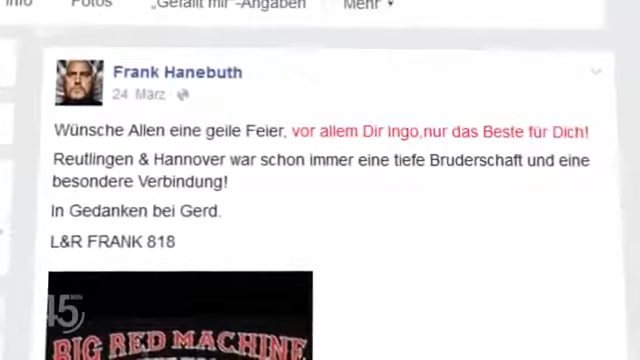 Info Fotos „Gefällt mir“-Angaben Mehr
Frank Hanebuth
24. März
Wünsche Allen eine geile Feier, vor allem Dir Ingo,nur das Beste für Dich!
Reutlingen & Hannover war schon immer eine tiefe Bruderschaft und eine
besondere Verbindung!
In Gedanken bei Gerd.
L&R FRANK 818
45 MIN
BIG RED MACHINE